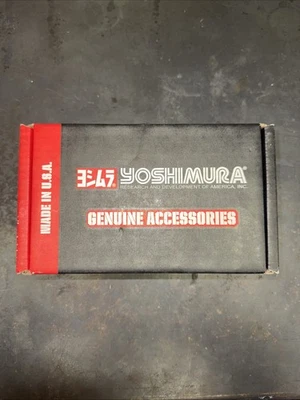 MADE IN U.S.A.
ヨシムラ YOSHIMURA®
RESEARCH AND DEVELOPMENT OF AMERICA, INC.
GENUINE ACCESSORIES